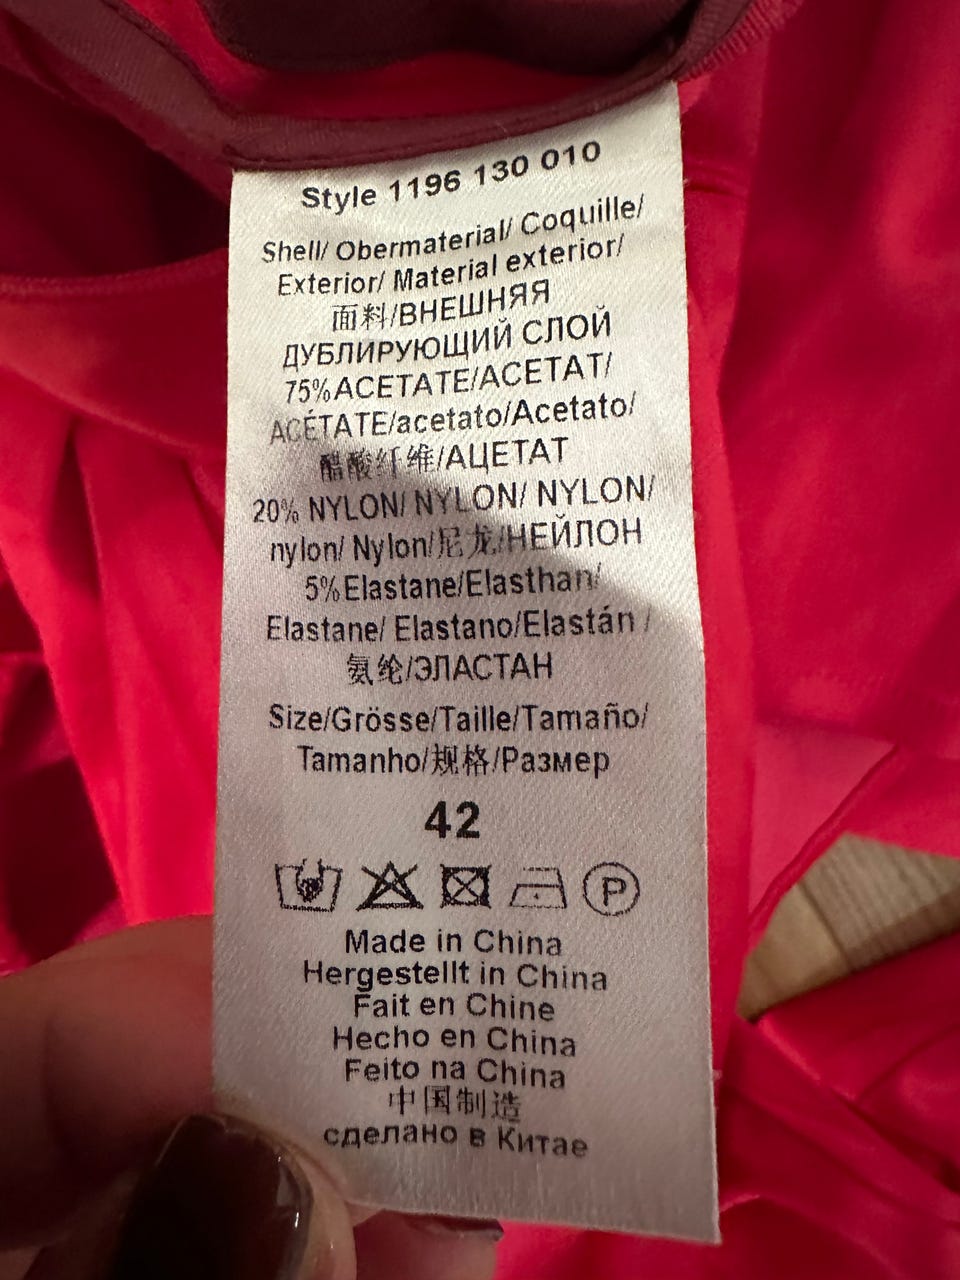 Style 1196 130 010
Shell/ Obermaterial/ Coquille/
Exterior/ Material exterior/
面料/ВНЕШНЯЯ
ДУБЛИРУЮЩИЙ СЛОЙ
75%ACETATE/ACETAT/
ACÉTATE/acetato/Acetato/
醋酸纤维/АЦЕТАТ
20% NYLON/ NYLON/ NYLON/
nylon/ Nylon/尼龙/НЕЙЛОН
5%Elastane/Elasthan/
Elastane/ Elastano/Elastán /
氨纶/ЭЛАСТАН
Size/Grösse/Taille/Tamaño/
Tamanho/规格/Размер
42
P
Made in China
Hergestellt in China
Fait en Chine
Hecho en China
Feito na China
中国制造
сделано в Китае